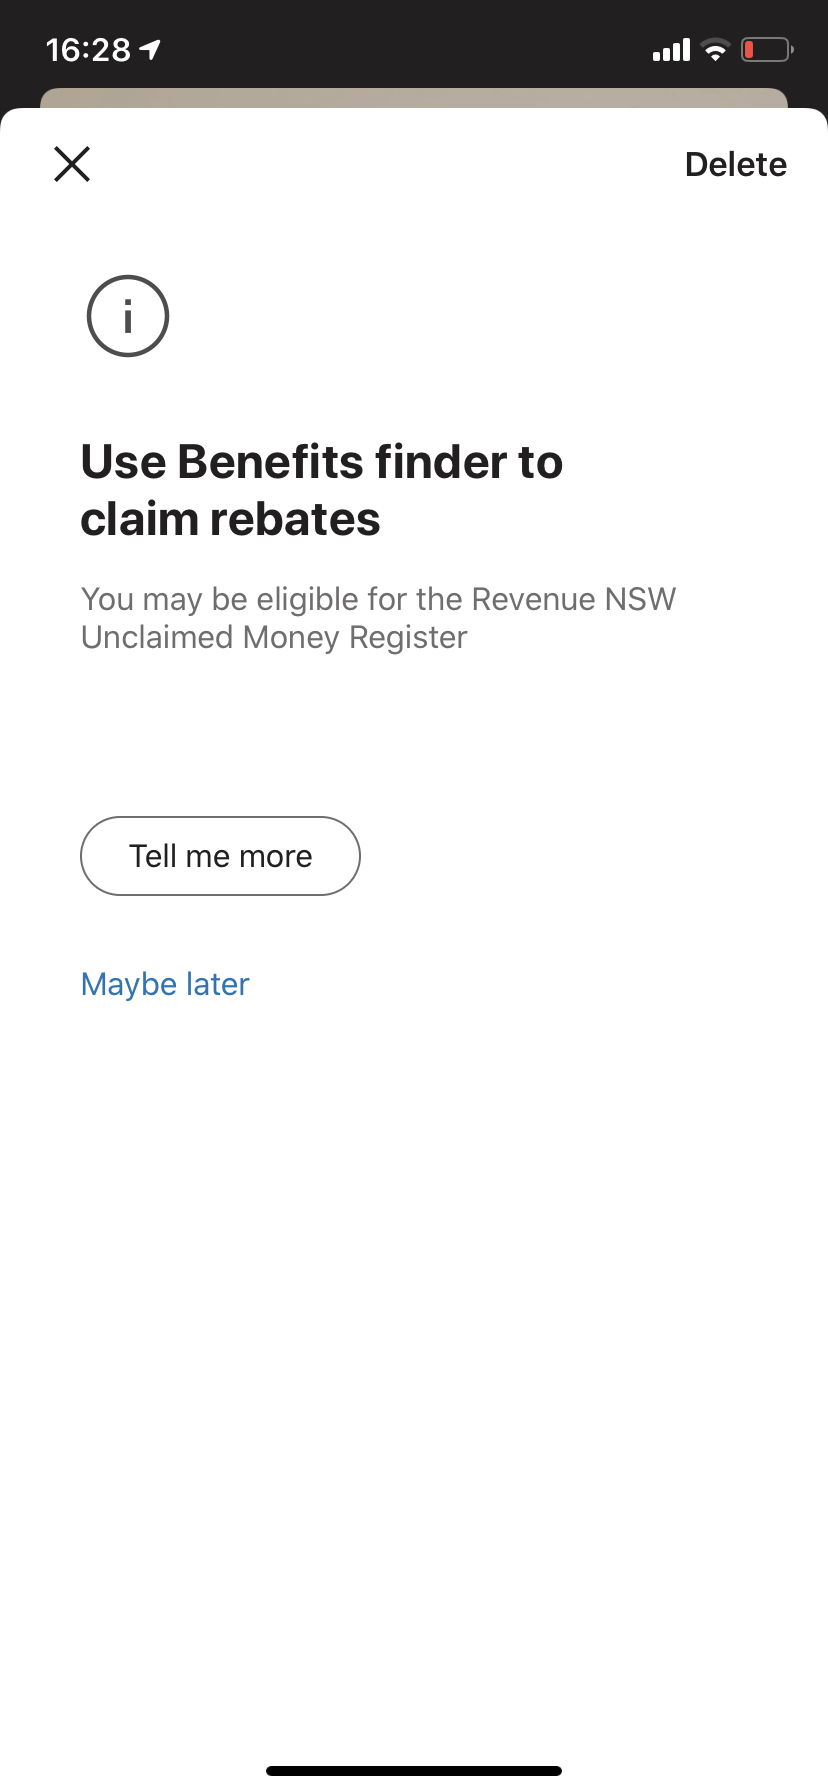 16:28
Delete
Use Benefits finder to
claim rebates
You may be eligible for the Revenue NSW
Unclaimed Money Register
Tell me more
Maybe later